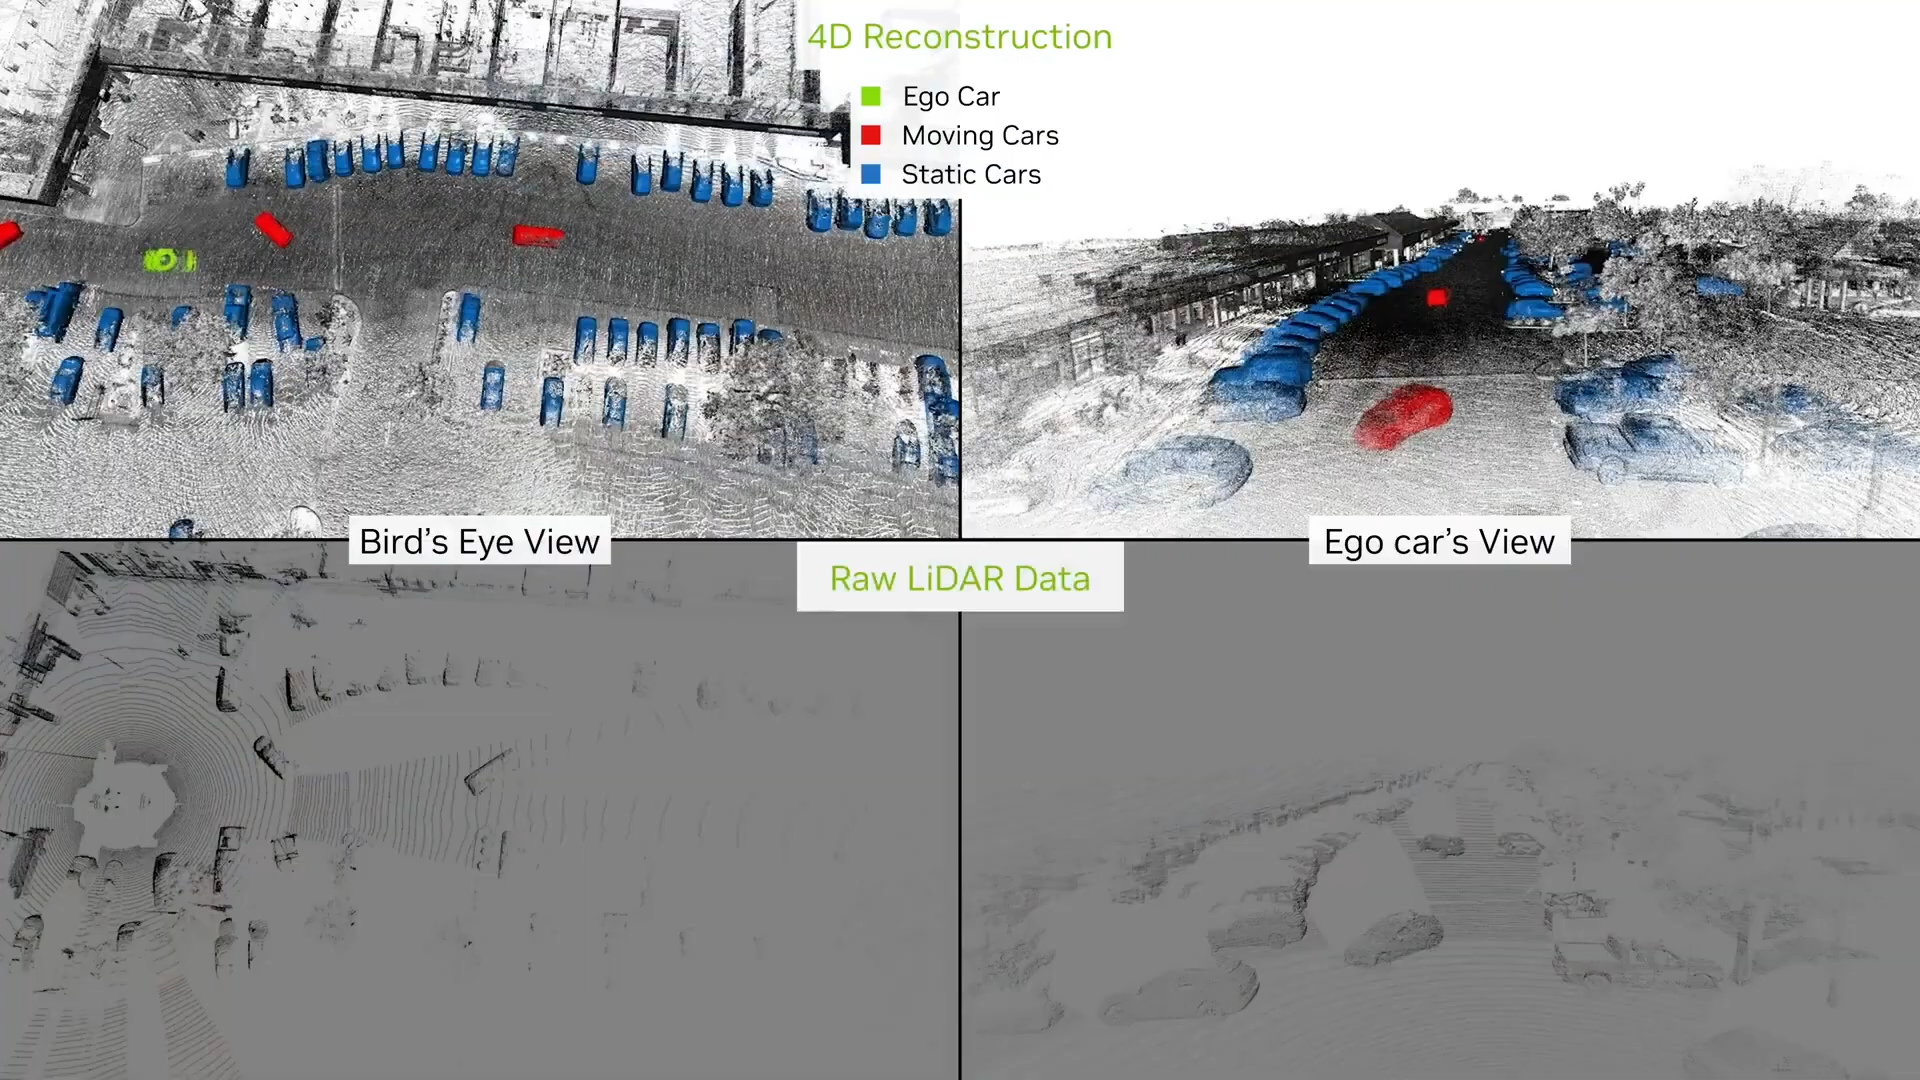 4D Reconstruction
Ego Car
Moving Cars
Static Cars
Bird's Eye View
Ego car's View
Raw LiDAR Data